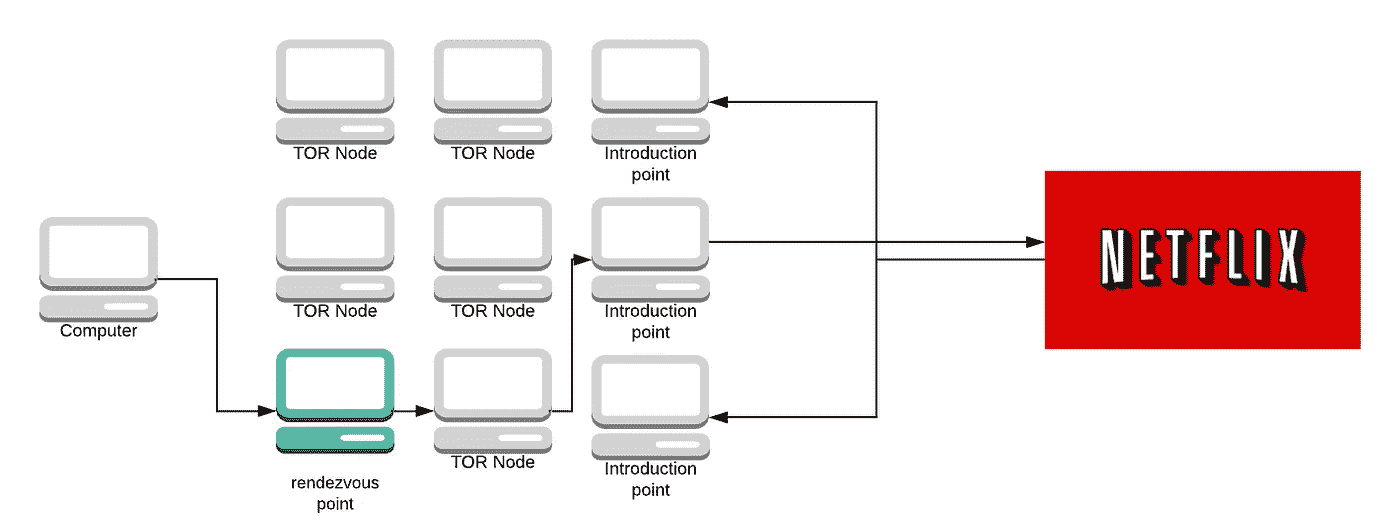 TOR Node
TOR Node
Introduction
point
Computer
TOR Node
TOR Node
Introduction
point
NETFLIX
rendezvous
point
TOR Node
Introduction
point